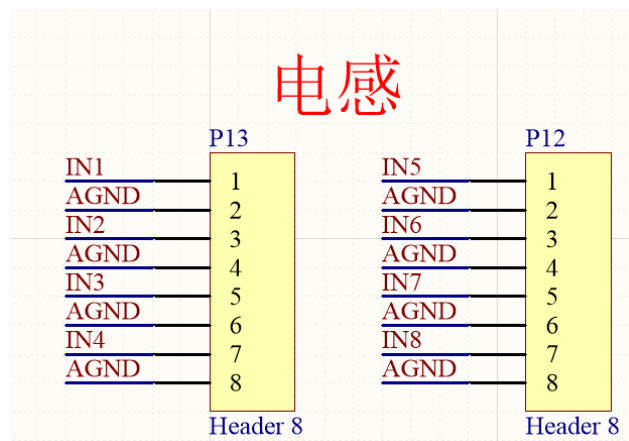 电感
P13 P12
IN1 1 IN5 1
AGND 2 AGND 2
IN2 3 IN6 3
AGND 4 AGND 4
IN3 5 IN7 5
AGND 6 AGND 6
IN4 7 IN8 7
AGND 8 AGND 8
Header 8 Header 8